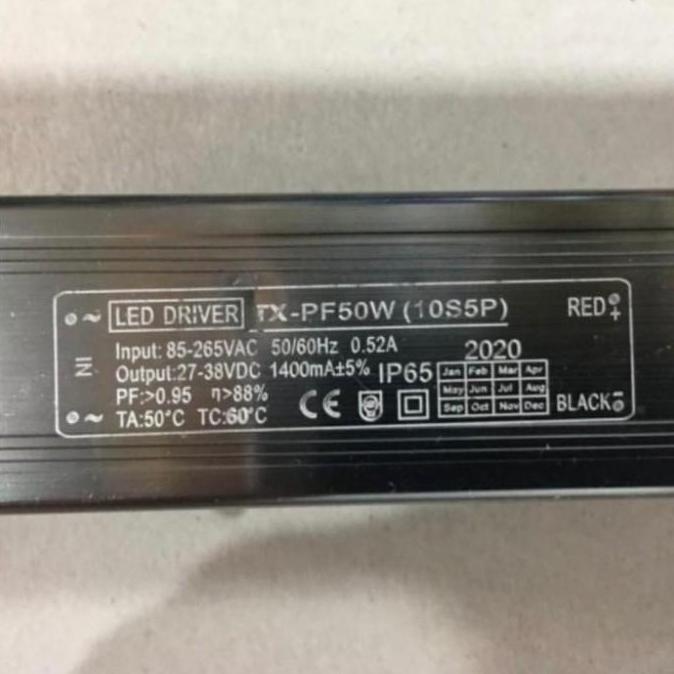 LED DRIVER TX-PF50W (10S5P)
RED +
IN
Input: 85-265VAC 50/60Hz 0.52A
Output:27-38VDC 1400mA±5% IP65
2020
PF:>0.95 η>88%
TA:50°C TC:60°C
CE
Jan Feb Mar Apr
May Jun Jul Aug
Sep Oct Nov Dec
BLACK -